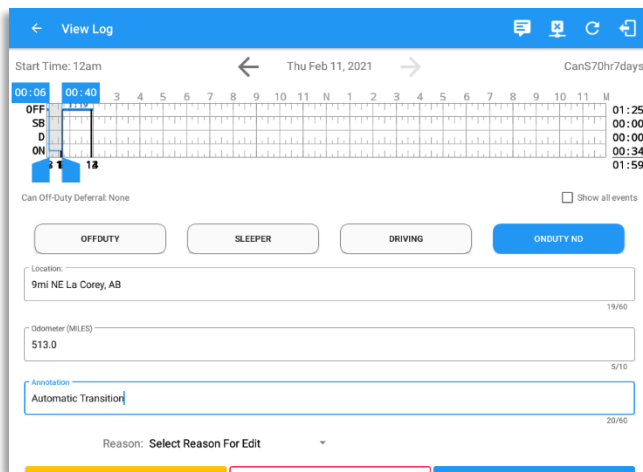 View Log
Start Time: 12am
Thu Feb 11, 2021
CanS70hr7days
00:06 00:40 3 4 5 6 7 8 9 10 11 N 1 2 3 4 5 6 7 8 9 10 11 M
OFF 01:25
SB 00:00
D 00:00
ON 00:34
01:59
Can Off-Duty Deferral: None
Show all events
OFFDUTY SLEEPER DRIVING ONDUTY ND
Location:
9mi NE La Corey, AB
19/60
Odometer (MILES)
513.0
5/10
Annotation
Automatic Transition
20/60
Reason: Select Reason For Edit